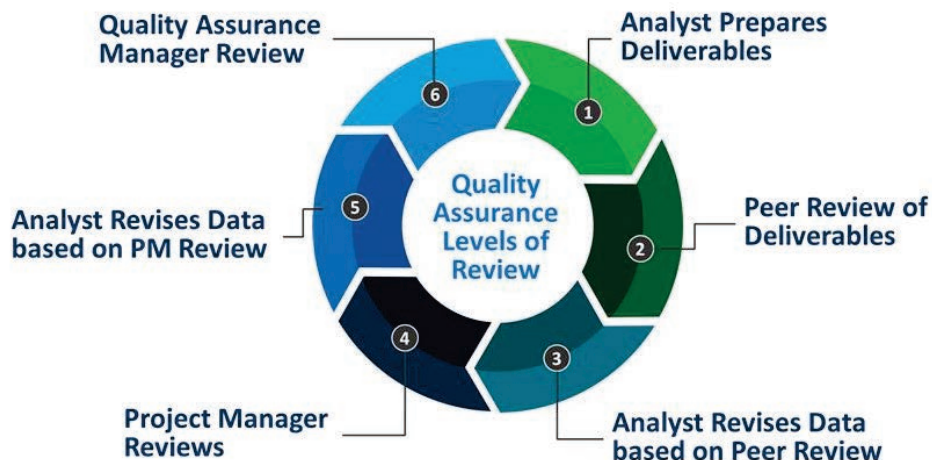 Quality Assurance
Manager Review
Analyst Prepares
Deliverables
6
1
Quality
Assurance
Levels of
Review
5
Analyst Revises Data
based on PM Review
2
Peer Review of
Deliverables
4
3
Project Manager
Reviews
Analyst Revises Data
based on Peer Review